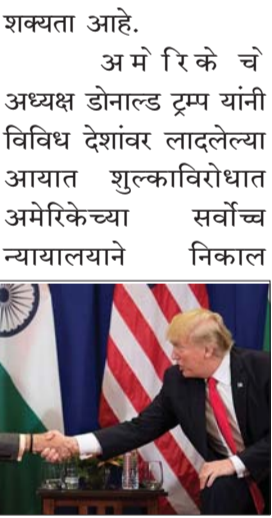 शक्यता आहे.
अमेरिकेचे
अध्यक्ष डोनाल्ड ट्रम्प यांनी
विविध देशांवर लादलेल्या
आयात शुल्काविरोधात
अमेरिकेच्या सर्वोच्च
न्यायालयाने निकाल